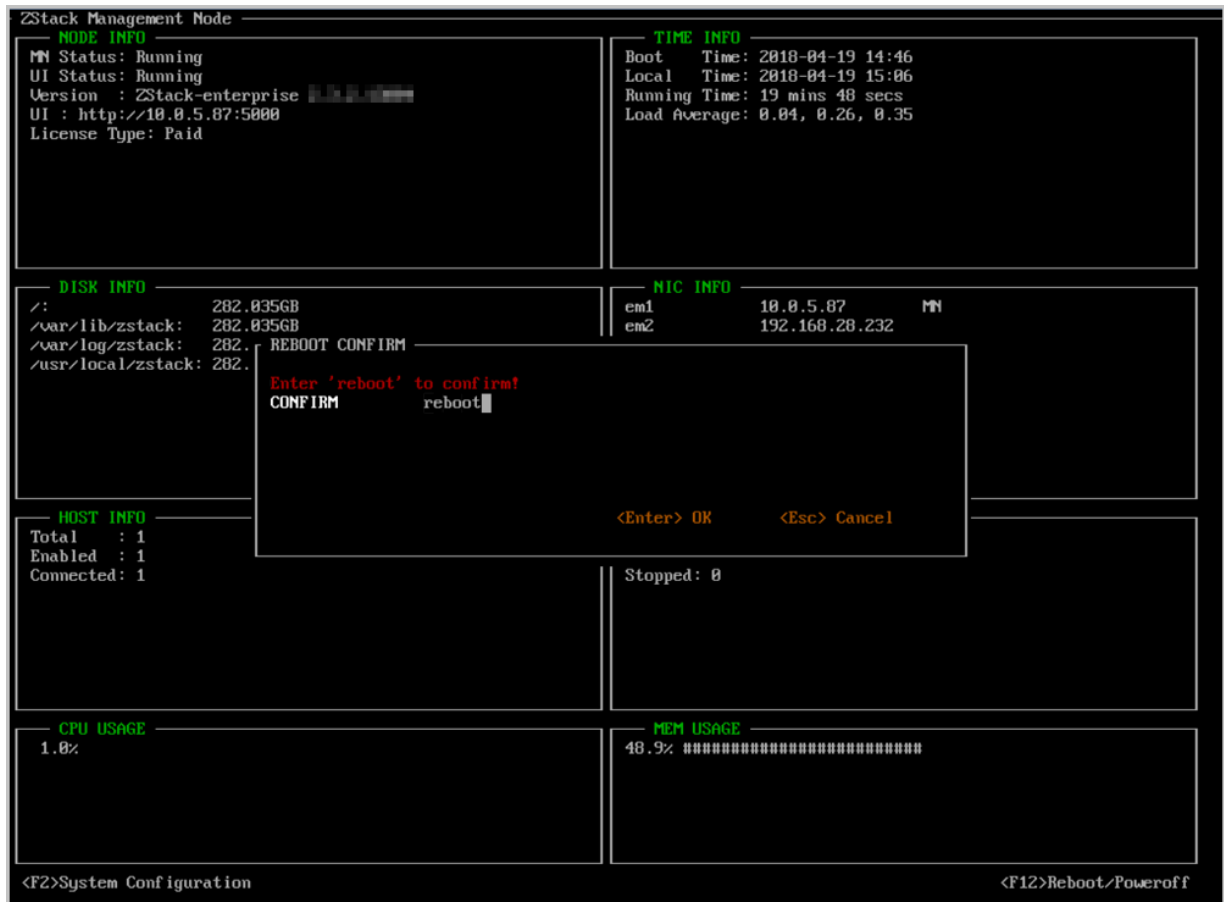 ZStack Management Node
NODE INFO
MN Status: Running
UI Status: Running
Version : ZStack-enterprise
UI : http://10.0.5.87:5000
License Type: Paid
TIME INFO
Boot Time: 2018-04-19 14:46
Local Time: 2018-04-19 15:06
Running Time: 19 mins 48 secs
Load Average: 0.04, 0.26, 0.35
DISK INFO
/: 282.035GB
/var/lib/zstack: 282.035GB
/var/log/zstack: 282.
/usr/local/zstack: 282.
NIC INFO
em1 10.0.5.87 MN
em2 192.168.28.232
REBOOT CONFIRM
Enter 'reboot' to confirm!
CONFIRM reboot
<Enter> OK <Esc> Cancel
HOST INFO
Total : 1
Enabled : 1
Connected: 1
Stopped: 0
CPU USAGE
1.0%
MEM USAGE
48.9% #########################
<F2>System Configuration <F12>Reboot/Poweroff